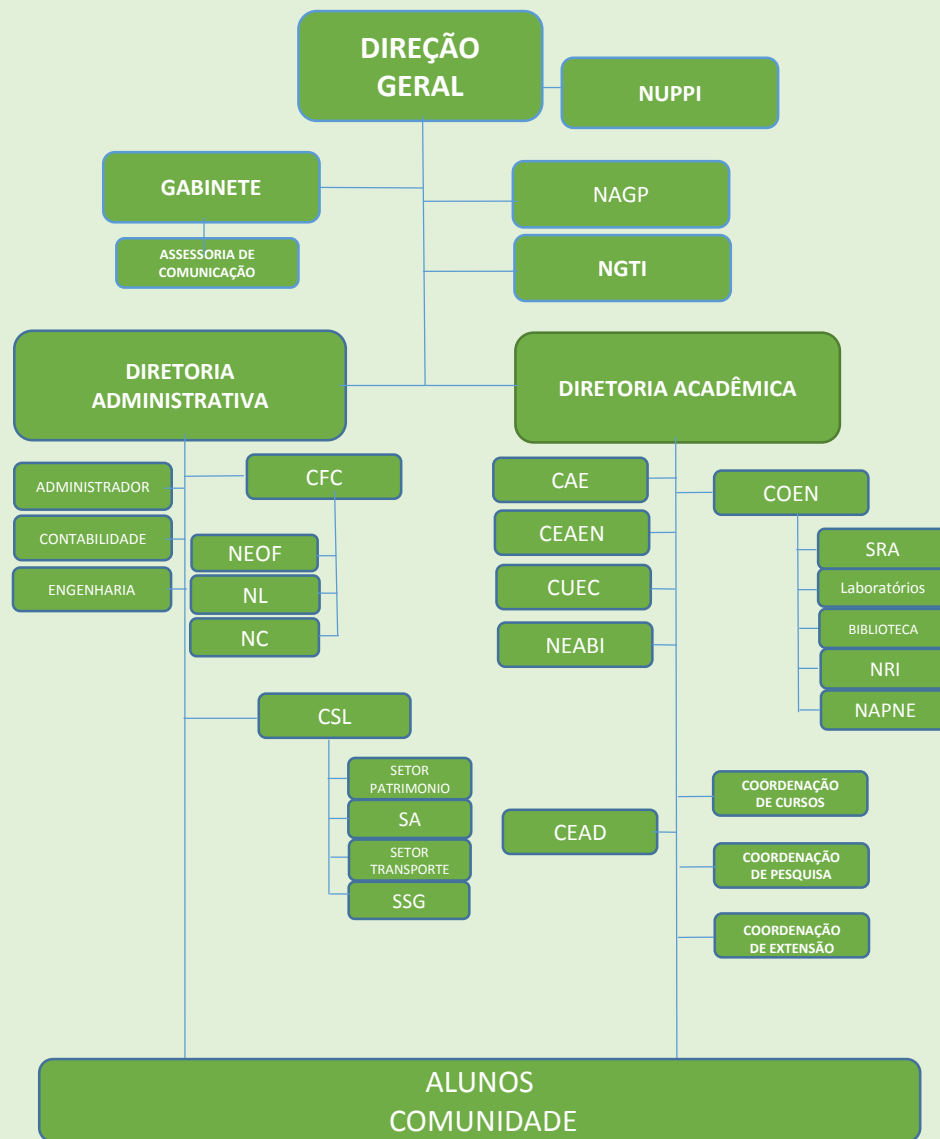 DIREÇÃO
GERAL
NUPPI
GABINETE
NAGP
ASSESSORIA DE
COMUNICAÇÃO
NGTI
DIRETORIA
ADMINISTRATIVA
DIRETORIA ACADÊMICA
ADMINISTRADOR
CFC
CONTABILIDADE
NEOF
ENGENHARIA
NL
NC
CSL
SETOR
PATRIMONIO
SA
SETOR
TRANSPORTE
SSG
CAE
COEN
CEAEN
SRA
CUEC
Laboratórios
BIBLIOTECA
NEABI
NRI
NAPNE
CEAD
COORDENAÇÃO
DE CURSOS
COORDENAÇÃO
DE PESQUISA
COORDENAÇÃO
DE EXTENSÃO
ALUNOS
COMUNIDADE